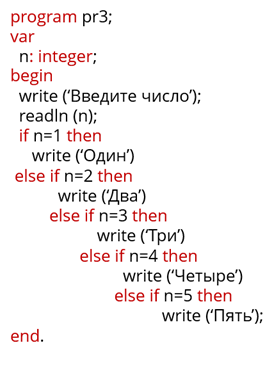 program pr3;
var
n: integer;
begin
write (‘Введите число’);
readln (n);
if n=1 then
write (‘Один’)
else if n=2 then
write (‘Два’)
else if n=3 then
write (‘Три’)
else if n=4 then
write (‘Четыре’)
else if n=5 then
write (‘Пять’);
end.